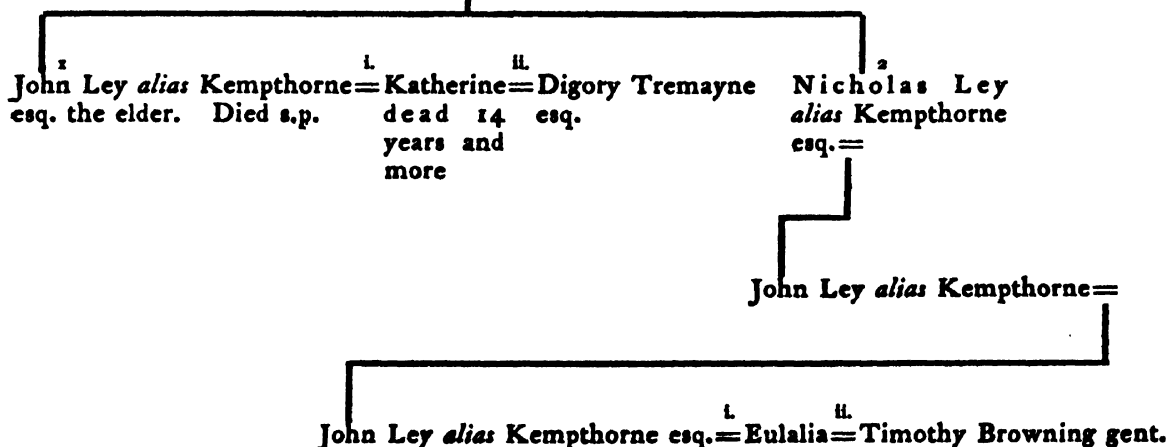 1 2
i. ii.
John Ley alias Kempthorne=Katherine=Digory Tremayne Nicholas Ley
esq. the elder. Died s.p. dead 14 esq. alias Kempthorne
years and esq.=
more
John Ley alias Kempthorne=
i. ii.
John Ley alias Kempthorne esq.=Eulalia=Timothy Browning gent.